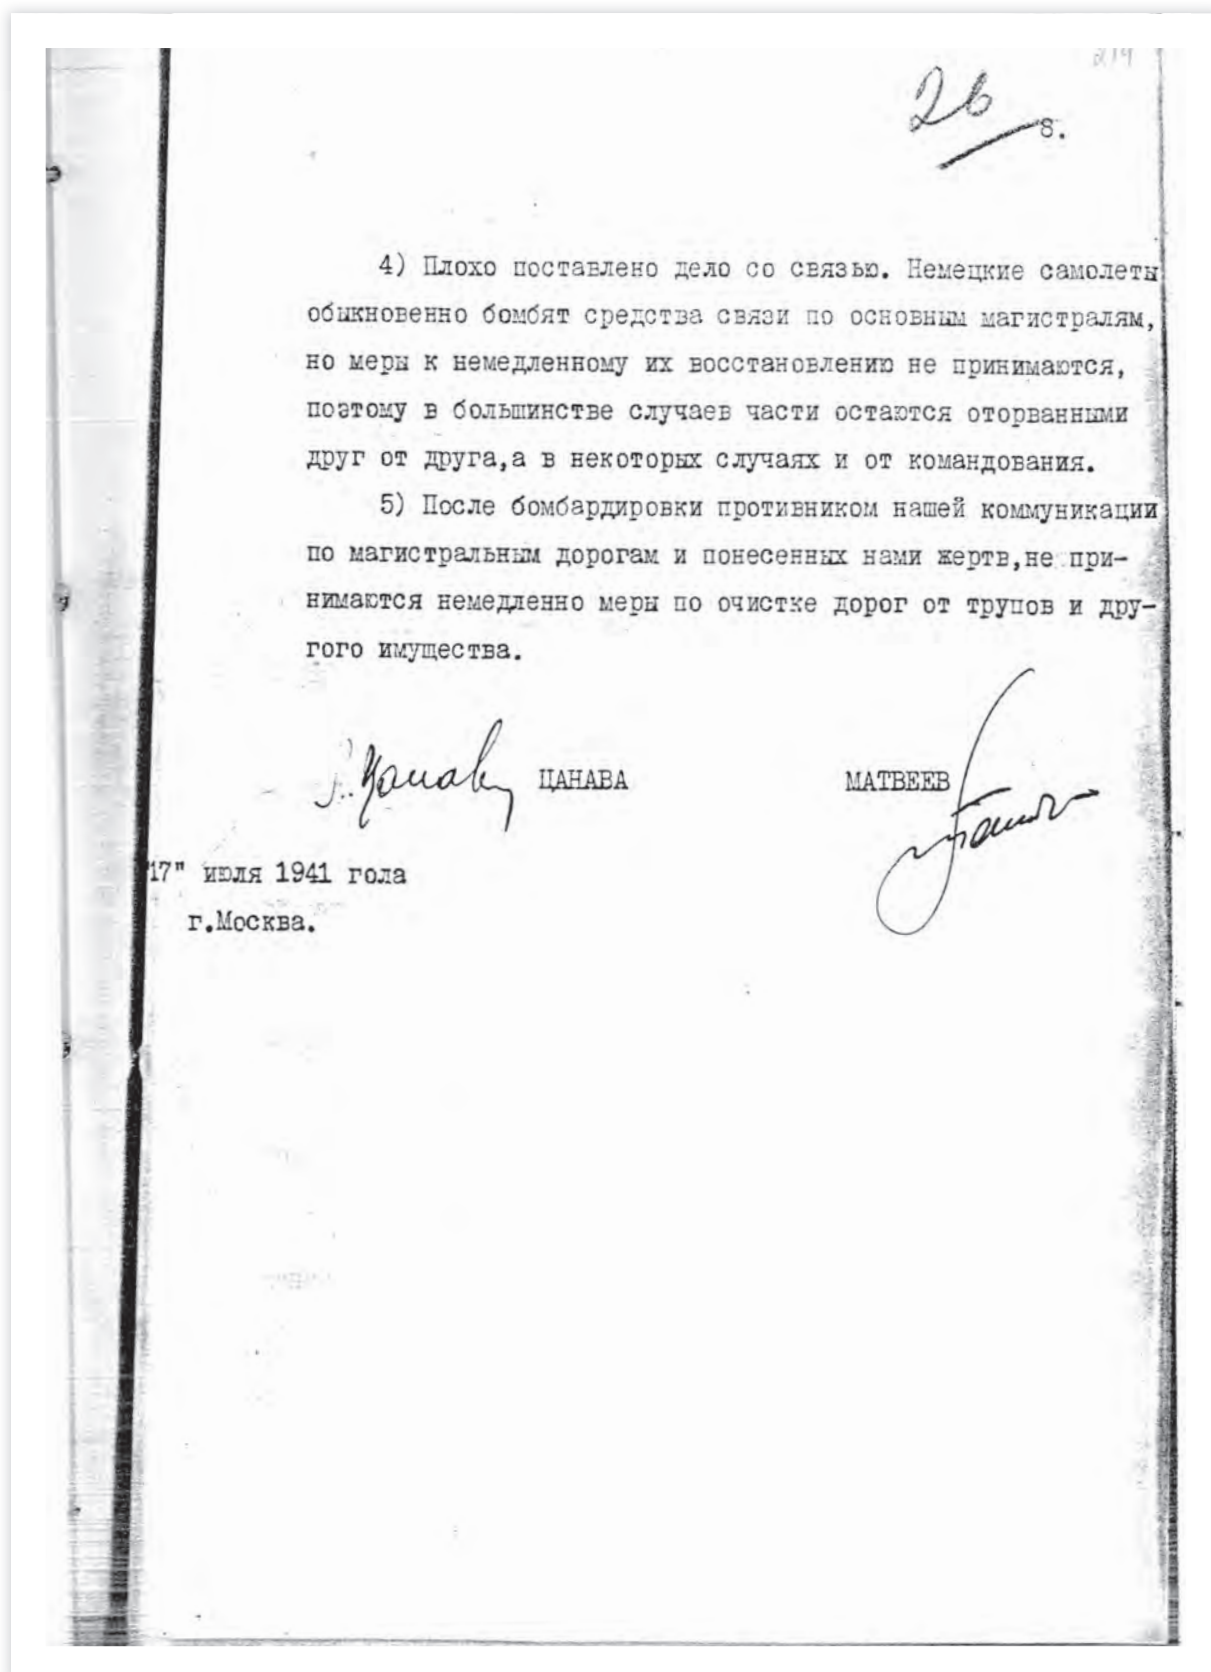 26
8.
4) Плохо поставлено дело со связью. Немецкие самолеты
обыкновенно бомбят средства связи по основным магистралям,
но меры к немедленному их восстановлению не принимаются,
поэтому в большинстве случаев части остаются оторванными
друг от друга,а в некоторых случаях и от командования.
5) После бомбардировки противником нашей коммуникации
по магистральным дорогам и понесенных нами жертв,не при-
нимаются немедленно меры по очистке дорог от трупов и дру-
гого имущества.
Цанава ЦАНАВА МАТВЕЕВ
17" июля 1941 года
г.Москва.